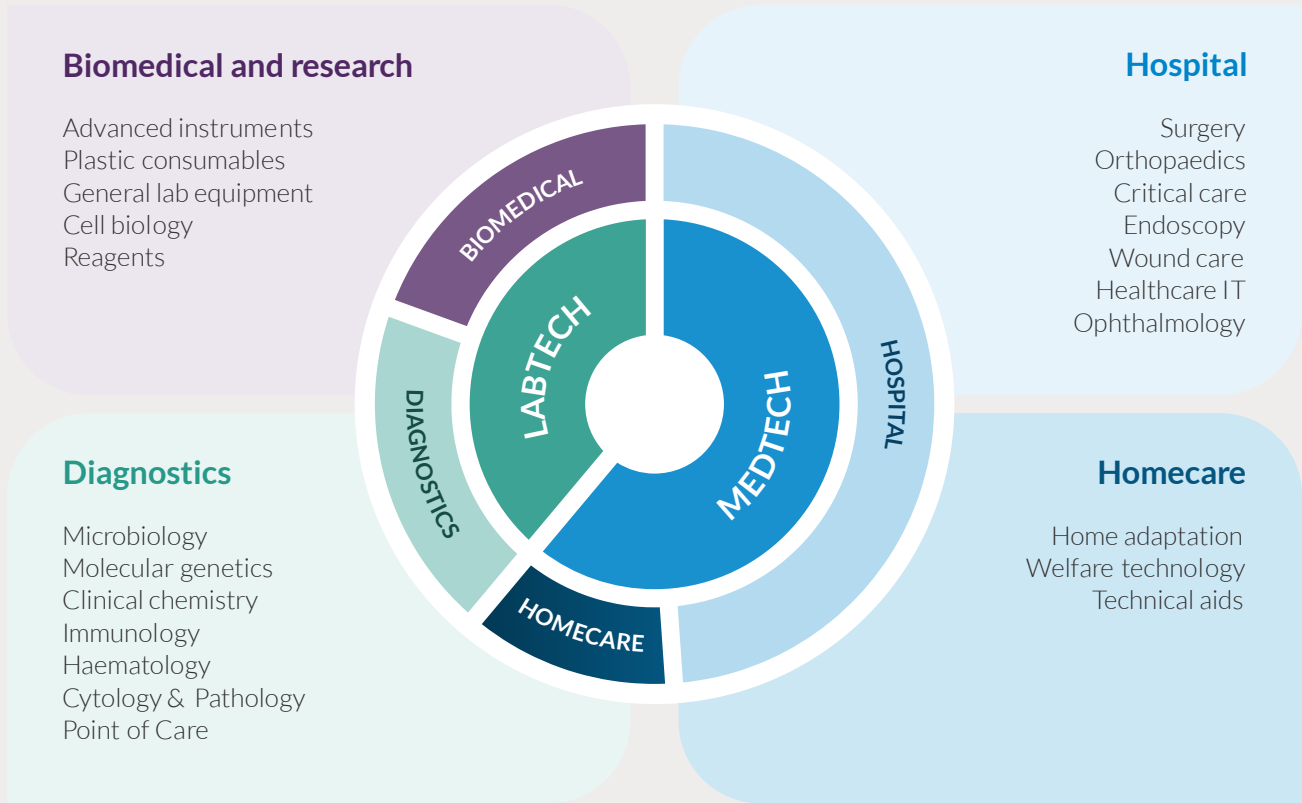 Biomedical and research
Advanced instruments
Plastic consumables
General lab equipment
Cell biology
Reagents
Hospital
Surgery
Orthopaedics
Critical care
Endoscopy
Wound care
Healthcare IT
Ophthalmology
BIOMEDICAL
LABTECH
DIAGNOSTICS
MEDTECH
HOSPITAL
HOMECARE
Diagnostics
Microbiology
Molecular genetics
Clinical chemistry
Immunology
Haematology
Cytology & Pathology
Point of Care
Homecare
Home adaptation
Welfare technology
Technical aids